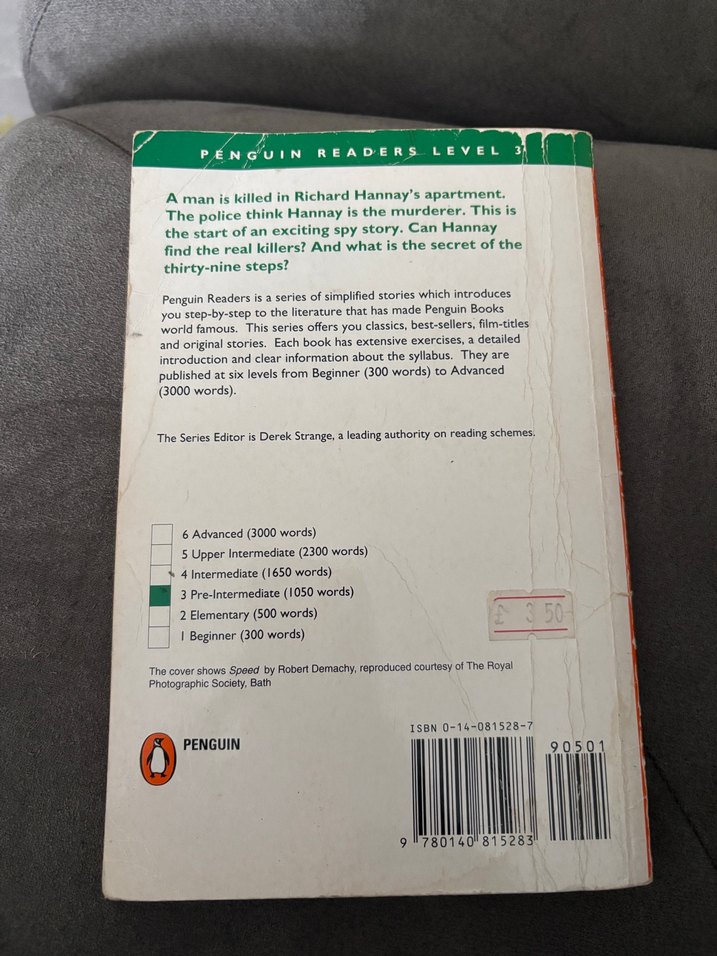 PENGUIN READERS LEVEL 3
A man is killed in Richard Hannay's apartment.
The police think Hannay is the murderer. This is
the start of an exciting spy story. Can Hannay
find the real killers? And what is the secret of the
thirty-nine steps?
Penguin Readers is a series of simplified stories which introduces
you step-by-step to the literature that has made Penguin Books
world famous. This series offers you classics, best-sellers, film-titles
and original stories. Each book has extensive exercises, a detailed
introduction and clear information about the syllabus. They are
published at six levels from Beginner (300 words) to Advanced
(3000 words).
The Series Editor is Derek Strange, a leading authority on reading schemes.
6 Advanced (3000 words)
5 Upper Intermediate (2300 words)
4 Intermediate (1650 words)
3 Pre-Intermediate (1050 words)
2 Elementary (500 words)
1 Beginner (300 words)
£ 3 50
The cover shows Speed by Robert Demachy, reproduced courtesy of The Royal
Photographic Society, Bath
PENGUIN
ISBN 0-14-081528-7
90501
9 780140 815283